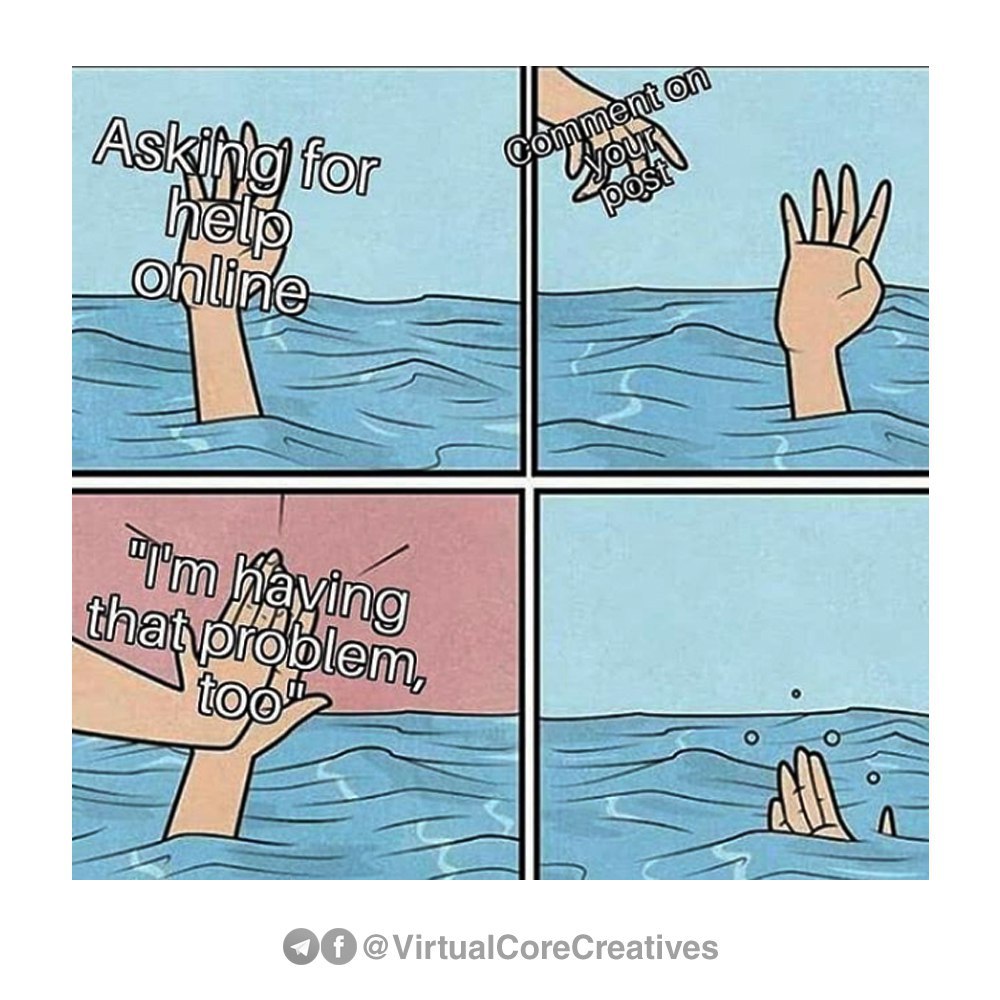 Asking for
help
online
Comment on
your
post
"I'm having
that problem,
too"
@VirtualCoreCreatives